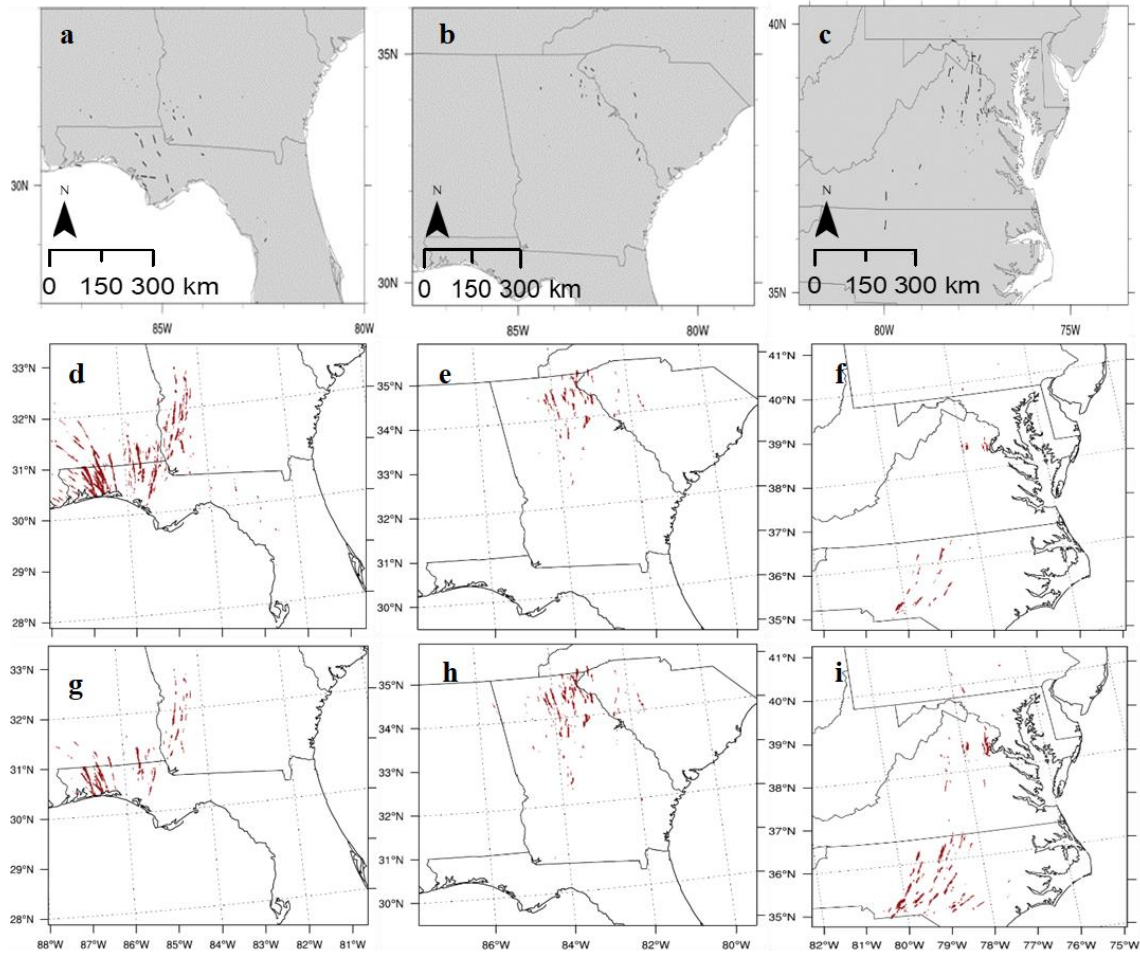 a
30N
N
0 150 300 km
85W 80W
b
35N
30N
N
0 150 300 km
85W 80W
c
40N
35N
N
0 150 300 km
80W 75W
d
33°N
32°N
31°N
30°N
29°N
28°N
e
35°N
34°N
33°N
32°N
31°N
30°N
f
41°N
40°N
39°N
38°N
37°N
36°N
35°N
g
33°N
32°N
31°N
30°N
29°N
28°N
88°W 87°W 86°W 85°W 84°W 83°W 82°W 81°W
h
35°N
34°N
33°N
32°N
31°N
30°N
86°W 84°W 82°W 80°W
i
41°N
40°N
39°N
38°N
37°N
36°N
35°N
82°W 81°W 80°W 79°W 78°W 77°W 76°W 75°W